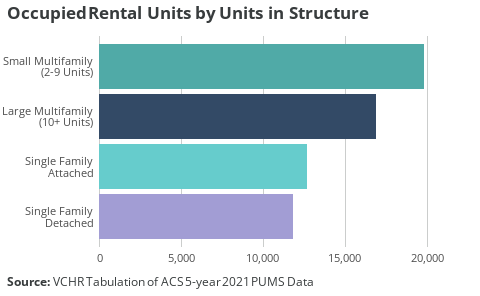 Occupied Rental Units by Units in Structure
Small Multifamily
(2-9 Units)
Large Multifamily
(10+ Units)
Single Family
Attached
Single Family
Detached
0 5,000 10,000 15,000 20,000
Source: VCHR Tabulation of ACS 5-year 2021 PUMS Data